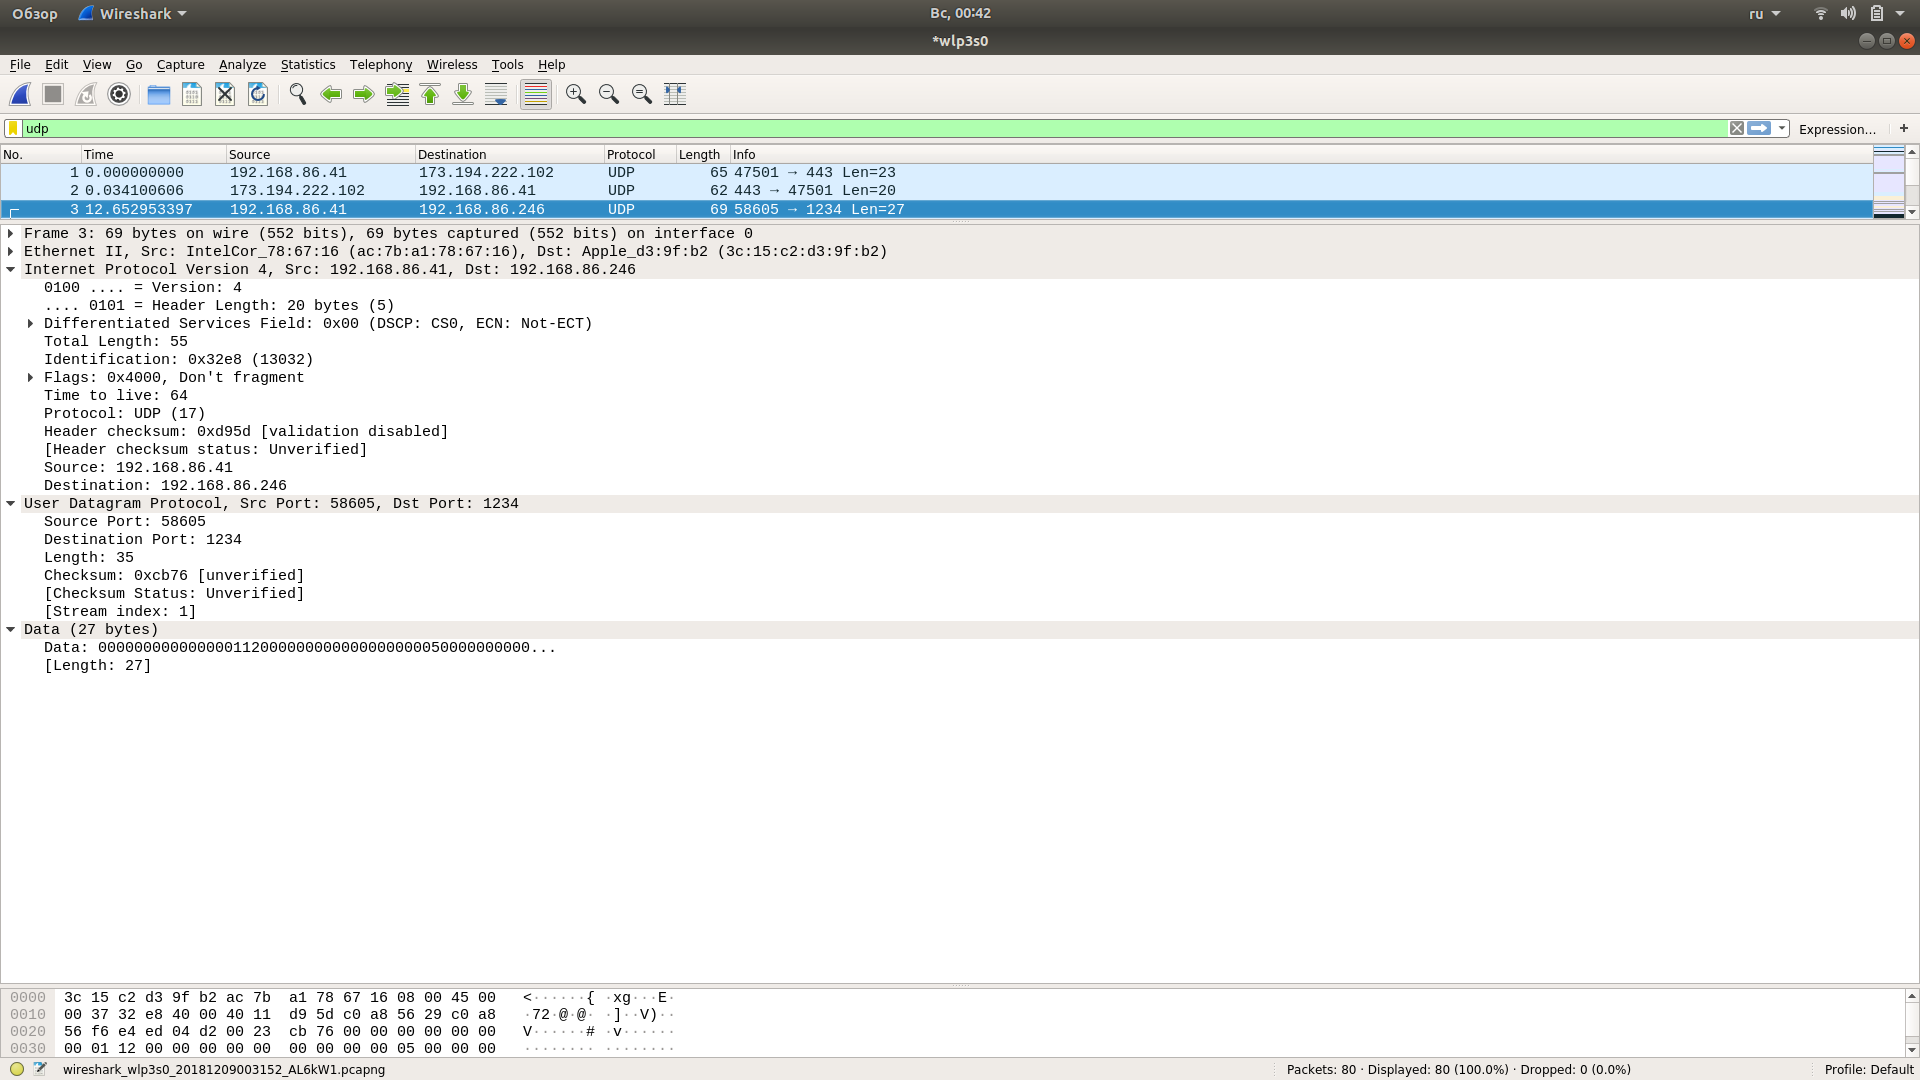 Обзор Wireshark Вс, 00:42 ru
*wlp3s0
File Edit View Go Capture Analyze Statistics Telephony Wireless Tools Help
udp Expression… +
No. Time Source Destination Protocol Length Info
1 0.000000000 192.168.86.41 173.194.222.102 UDP 65 47501 → 443 Len=23
2 0.034100606 173.194.222.102 192.168.86.41 UDP 62 443 → 47501 Len=20
3 12.652953397 192.168.86.41 192.168.86.246 UDP 69 58605 → 1234 Len=27
Frame 3: 69 bytes on wire (552 bits), 69 bytes captured (552 bits) on interface 0
Ethernet II, Src: IntelCor_78:67:16 (ac:7b:a1:78:67:16), Dst: Apple_d3:9f:b2 (3c:15:c2:d3:9f:b2)
Internet Protocol Version 4, Src: 192.168.86.41, Dst: 192.168.86.246
0100 .... = Version: 4
.... 0101 = Header Length: 20 bytes (5)
Differentiated Services Field: 0x00 (DSCP: CS0, ECN: Not-ECT)
Total Length: 55
Identification: 0x32e8 (13032)
Flags: 0x4000, Don't fragment
Time to live: 64
Protocol: UDP (17)
Header checksum: 0xd95d [validation disabled]
[Header checksum status: Unverified]
Source: 192.168.86.41
Destination: 192.168.86.246
User Datagram Protocol, Src Port: 58605, Dst Port: 1234
Source Port: 58605
Destination Port: 1234
Length: 35
Checksum: 0xcb76 [unverified]
[Checksum Status: Unverified]
[Stream index: 1]
Data (27 bytes)
Data: 000000000000000112000000000000000000050000000000...
[Length: 27]
0000 3c 15 c2 d3 9f b2 ac 7b a1 78 67 16 08 00 45 00 <······{ ·xg···E·
0010 00 37 32 e8 40 00 40 11 d9 5d c0 a8 56 29 c0 a8 ·72·@·@· ·]··V)··
0020 56 f6 e4 ed 04 d2 00 23 cb 76 00 00 00 00 00 00 V······# ·v······
0030 00 01 12 00 00 00 00 00 00 00 00 00 05 00 00 00 ········ ········
wireshark_wlp3s0_20181209003152_AL6kW1.pcapng Packets: 80 · Displayed: 80 (100.0%) · Dropped: 0 (0.0%) Profile: Default